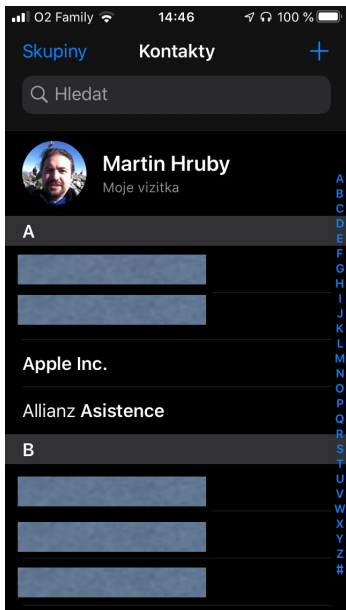 O2 Family 14:46 100 %
Skupiny Kontakty +
Hledat
Martin Hruby
Moje vizitka
A
Apple Inc.
Allianz Asistence
B
A
B
C
D
E
F
G
H
I
J
K
L
M
N
O
P
Q
R
S
T
U
V
W
X
Y
Z
#